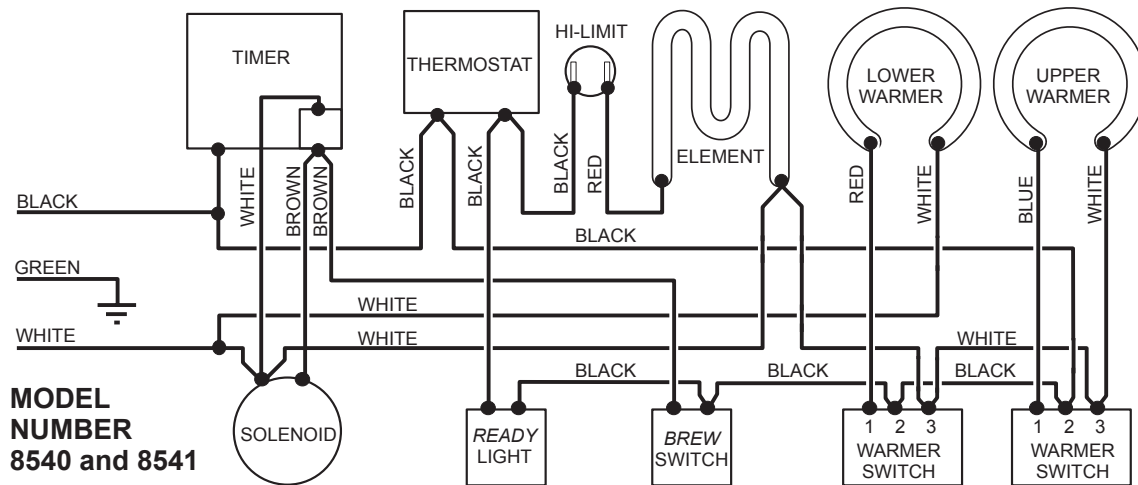 TIMER
THERMOSTAT
HI-LIMIT
ELEMENT
LOWER
WARMER
UPPER
WARMER
BLACK
WHITE
BROWN
BROWN
BLACK
BLACK
BLACK
RED
RED
WHITE
BLUE
WHITE
BLACK
GREEN
WHITE
WHITE
WHITE
WHITE
BLACK
BLACK
BLACK
MODEL
NUMBER
8540 and 8541
SOLENOID
READY
LIGHT
BREW
SWITCH
1 2 3
WARMER
SWITCH
1 2 3
WARMER
SWITCH